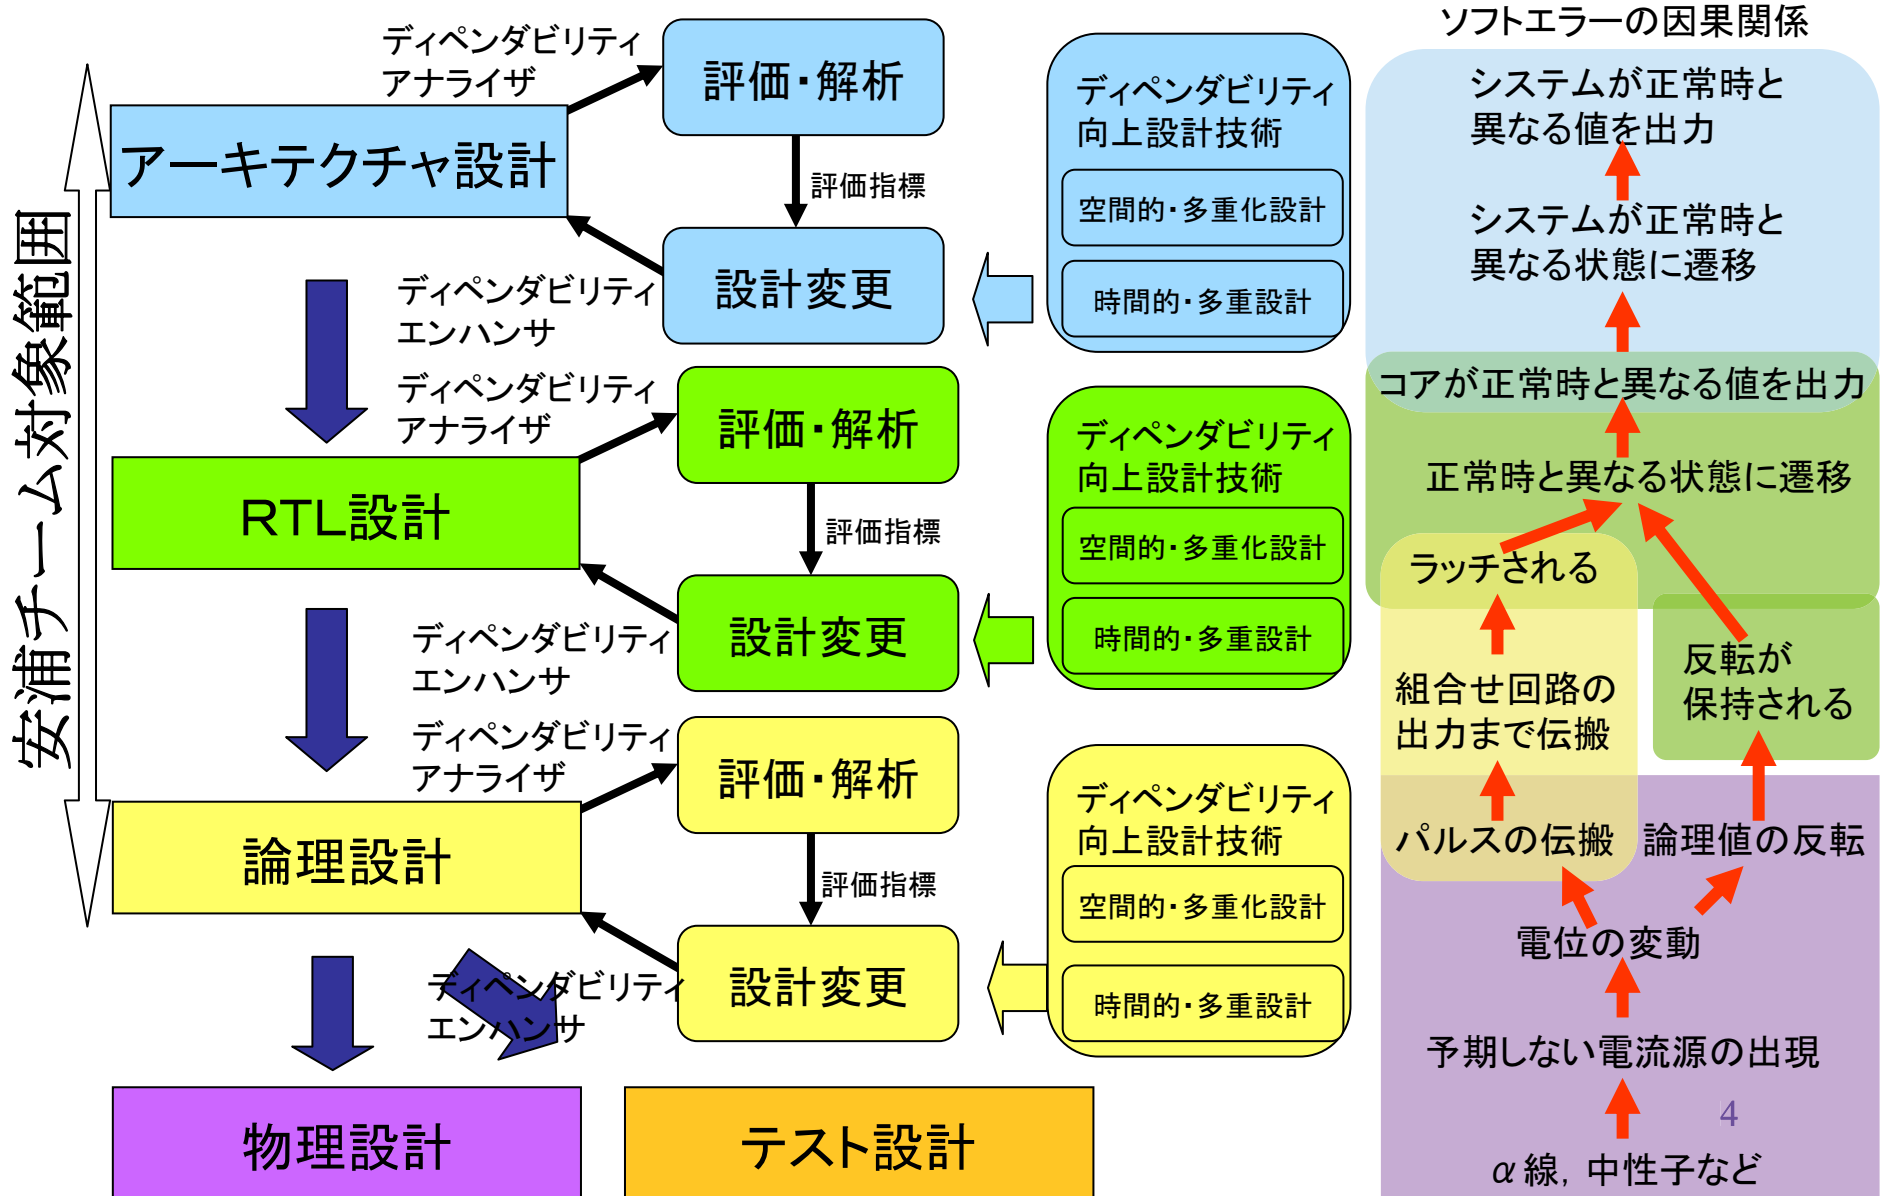 安浦チーム対象範囲
ディペンダビリティ
アナライザ
アーキテクチャ設計
評価・解析
評価指標
設計変更
ディペンダビリティ
エンハンサ
ディペンダビリティ
向上設計技術
空間的・多重化設計
時間的・多重設計
ディペンダビリティ
アナライザ
RTL設計
評価・解析
評価指標
設計変更
ディペンダビリティ
エンハンサ
ディペンダビリティ
向上設計技術
空間的・多重化設計
時間的・多重設計
ディペンダビリティ
アナライザ
論理設計
評価・解析
評価指標
設計変更
ディペンダビリティ
エンハンサ
ディペンダビリティ
向上設計技術
空間的・多重化設計
時間的・多重設計
物理設計
テスト設計
ソフトエラーの因果関係
システムが正常時と
異なる値を出力
システムが正常時と
異なる状態に遷移
コアが正常時と異なる値を出力
正常時と異なる状態に遷移
ラッチされる
反転が
保持される
組合せ回路の
出力まで伝搬
パルスの伝搬
論理値の反転
電位の変動
予期しない電流源の出現
4
α線, 中性子など